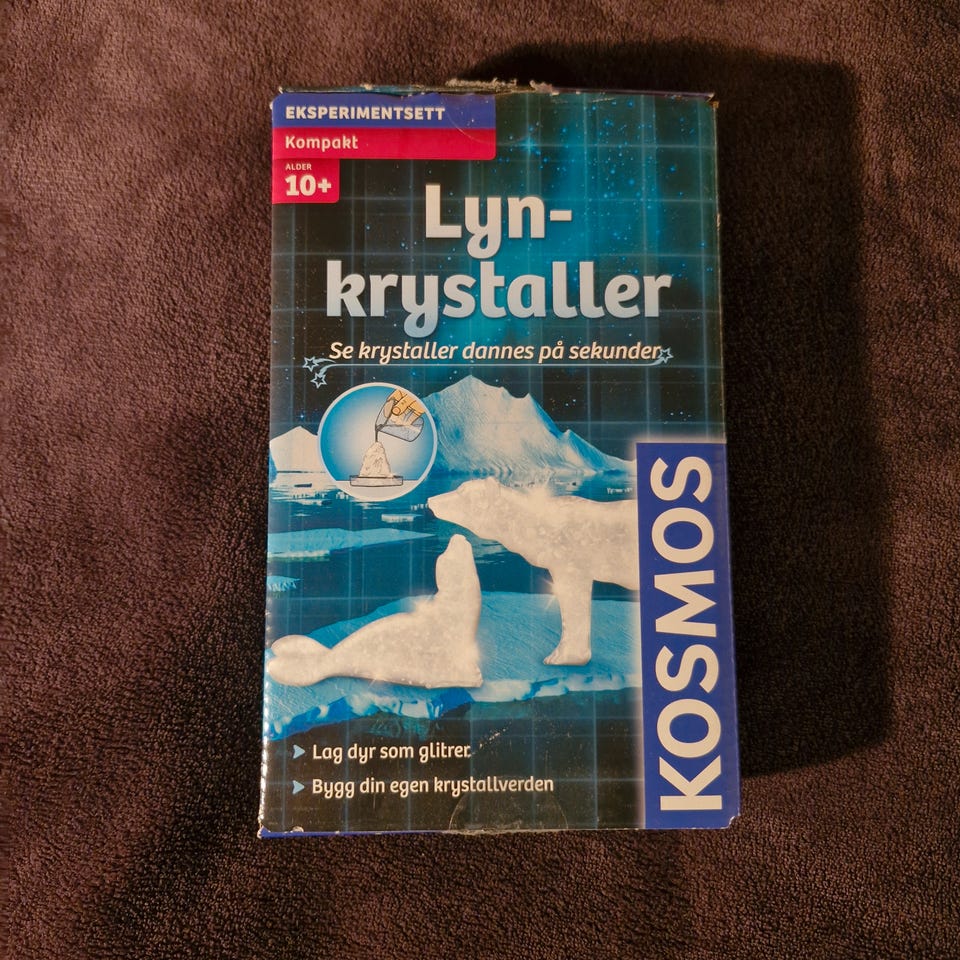 EKSPERIMENTSETT
Kompakt
ALDER
10+
Lyn-
krystaller
Se krystaller dannes på sekunder
KOSMOS
Lag dyr som glitrer
Bygg din egen krystallverden